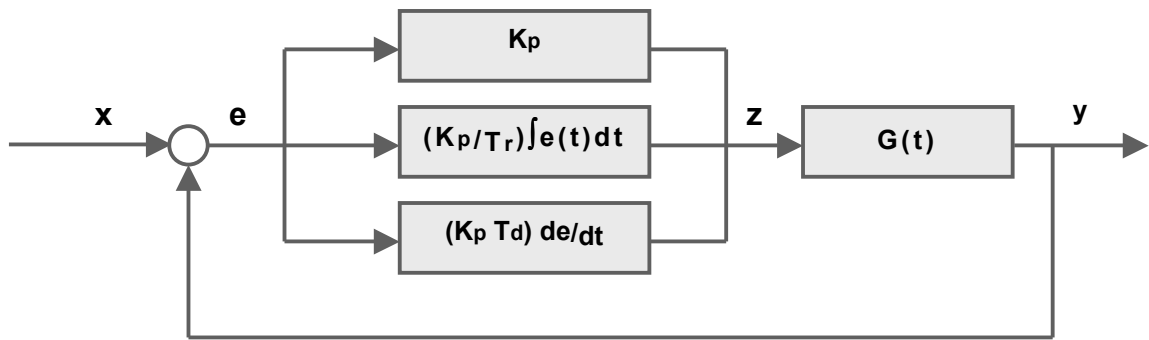 Kp
x
e
(Kp/Tr)∫e(t)dt
z
G(t)
y
(Kp Td) de/dt